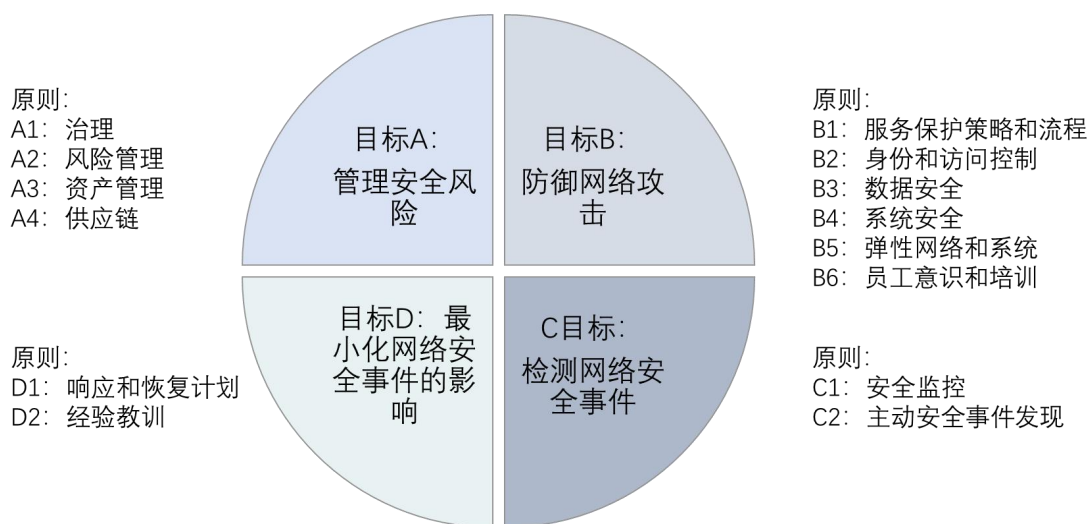 原则：
A1：治理
A2：风险管理
A3：资产管理
A4：供应链
目标A：
管理安全风
险
目标B：
防御网络攻
击
原则：
B1：服务保护策略和流程
B2：身份和访问控制
B3：数据安全
B4：系统安全
B5：弹性网络和系统
B6：员工意识和培训
原则：
D1：响应和恢复计划
D2：经验教训
目标D：最
小化网络安
全事件的影
响
C目标：
检测网络安
全事件
原则：
C1：安全监控
C2：主动安全事件发现